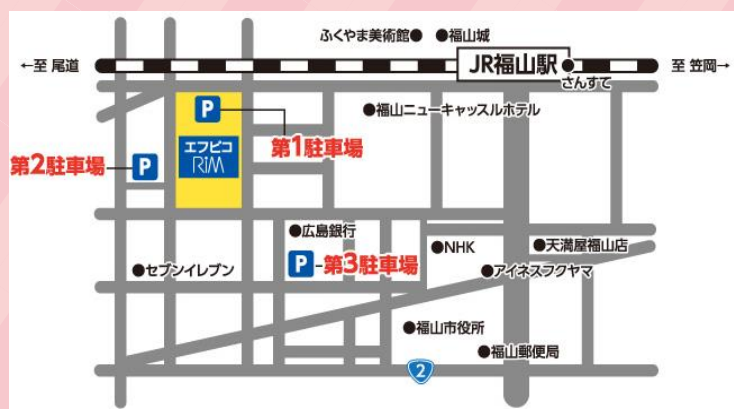 ふくやま美術館● ●福山城
←至 尾道
JR福山駅
至 笠岡→
さんすて
P
●福山ニューキャッスルホテル
エフピコ
RiM
第1駐車場
第2駐車場
P
●広島銀行
●NHK
●天満屋福山店
●セブンイレブン
P
第3駐車場
●アイネスフクヤマ
●福山市役所
●福山郵便局
2